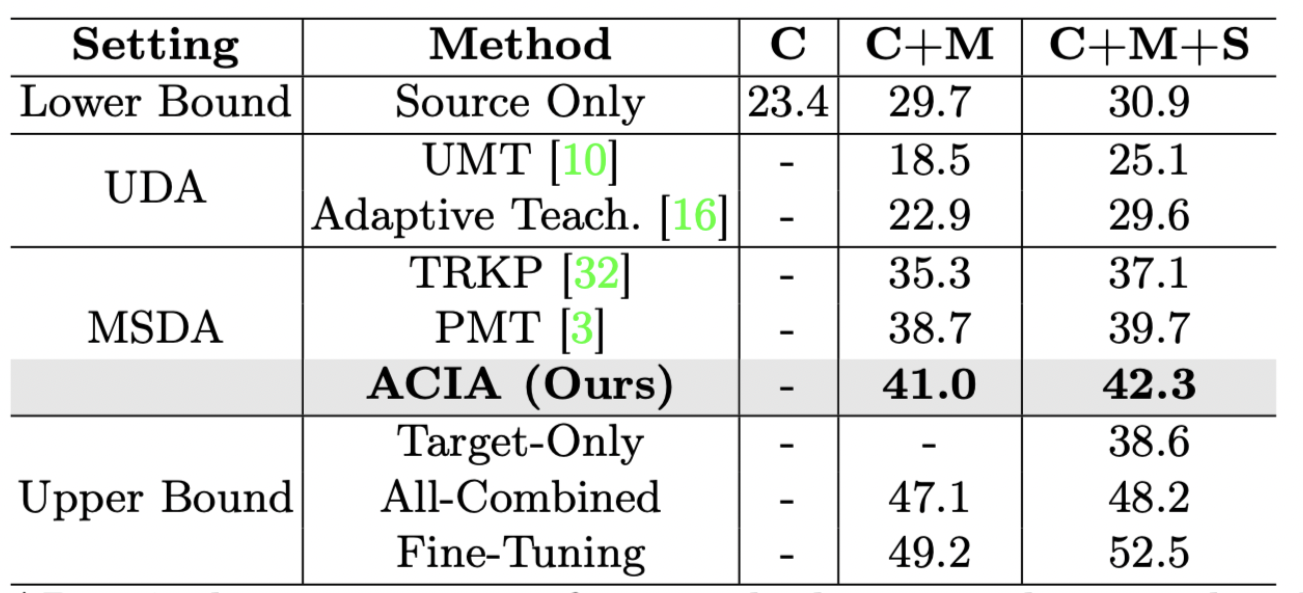 Setting Method C C+M C+M+S
Lower Bound Source Only 23.4 29.7 30.9
UDA
UMT [10] - 18.5 25.1
Adaptive Teach. [16] - 22.9 29.6
MSDA
TRKP [32] - 35.3 37.1
PMT [3] - 38.7 39.7
ACIA (Ours) - 41.0 42.3
Upper Bound
Target-Only - - 38.6
All-Combined - 47.1 48.2
Fine-Tuning - 49.2 52.5